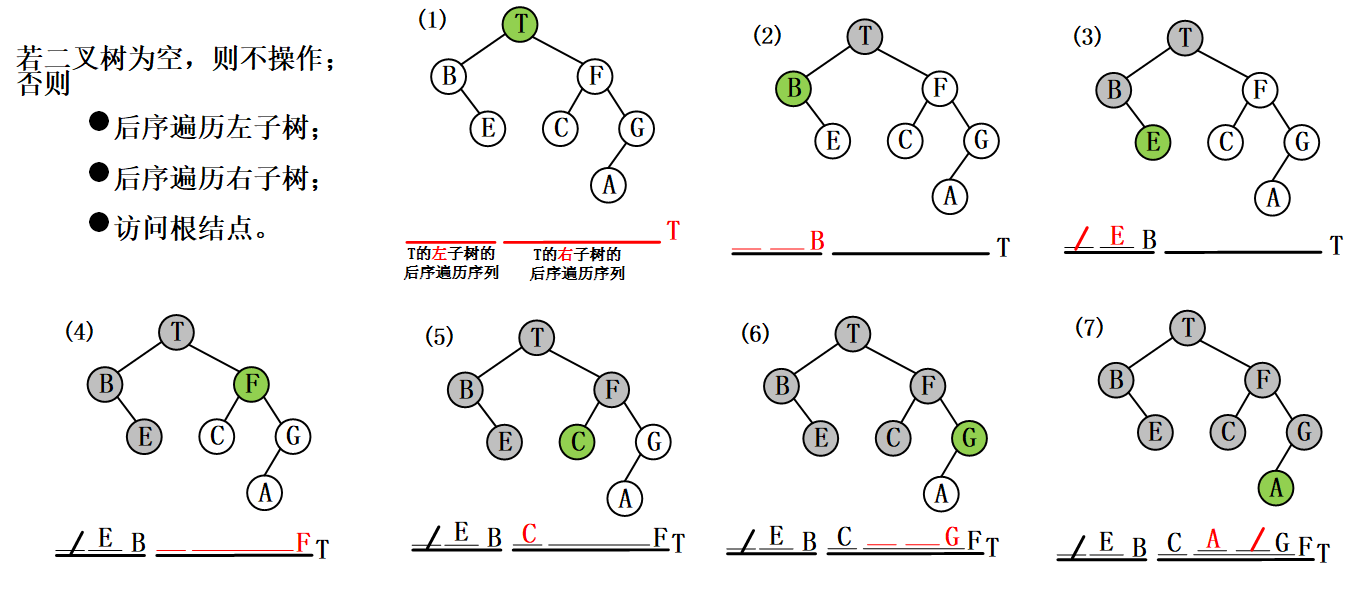 若二叉树为空，则不操作；
否则
● 后序遍历左子树；
● 后序遍历右子树；
● 访问根结点。
(1)
T
B F
E C G
A
T
T的左子树的 T的右子树的
后序遍历序列 后序遍历序列
(2)
T
B F
E C G
A
B T
(3)
T
B F
E C G
A
/ E B T
(4)
T
B F
E C G
A
/ E B F T
(5)
T
B F
E C G
A
/ E B C F T
(6)
T
B F
E C G
A
/ E B C G F T
(7)
T
B F
E C G
A
/ E B C A / G F T